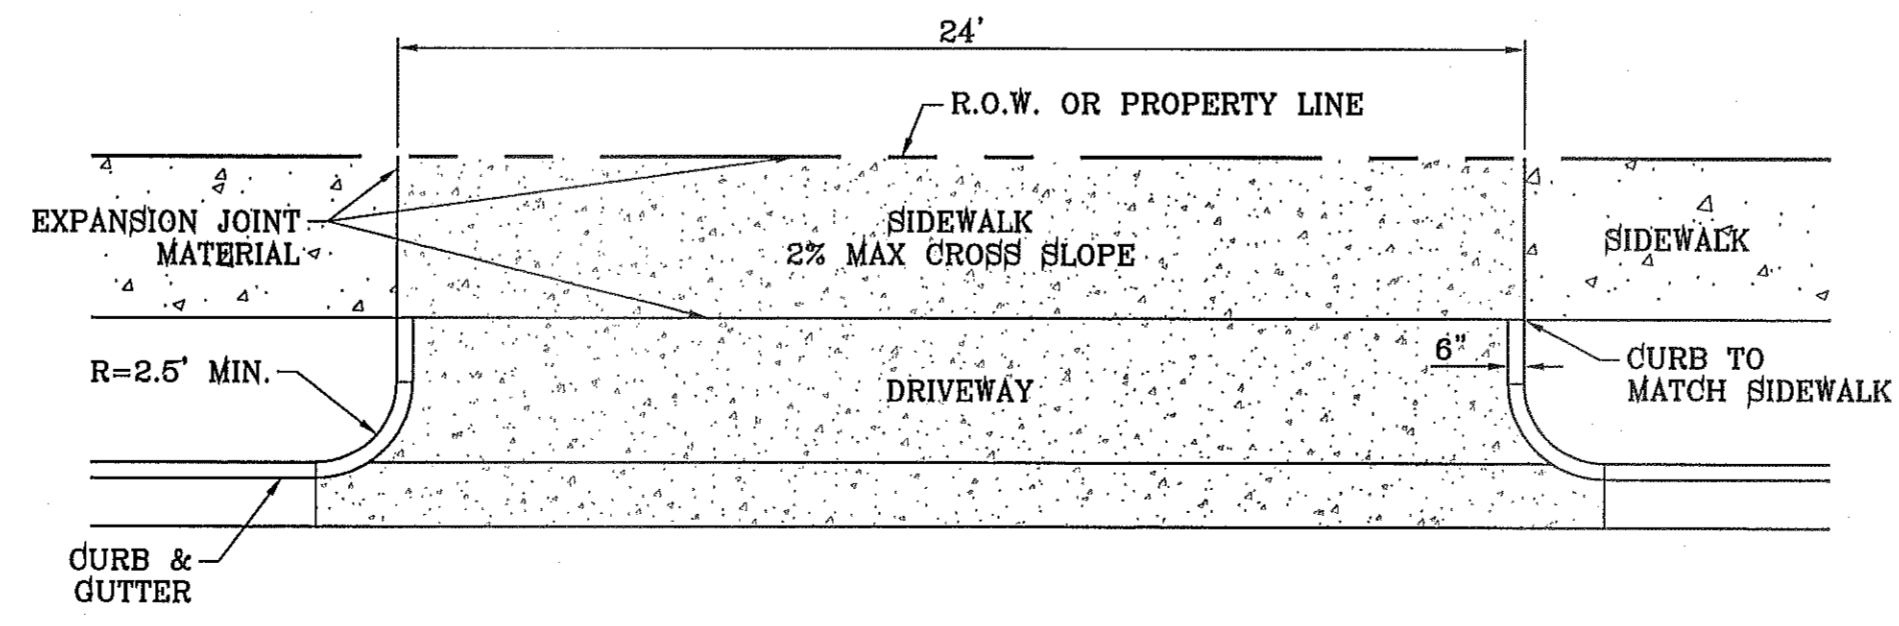 24'
R.O.W. OR PROPERTY LINE
EXPANSION JOINT
MATERIAL
SIDEWALK
2% MAX CROSS SLOPE
SIDEWALK
R=2.5' MIN.
DRIVEWAY
6"
CURB TO
MATCH SIDEWALK
CURB &
GUTTER